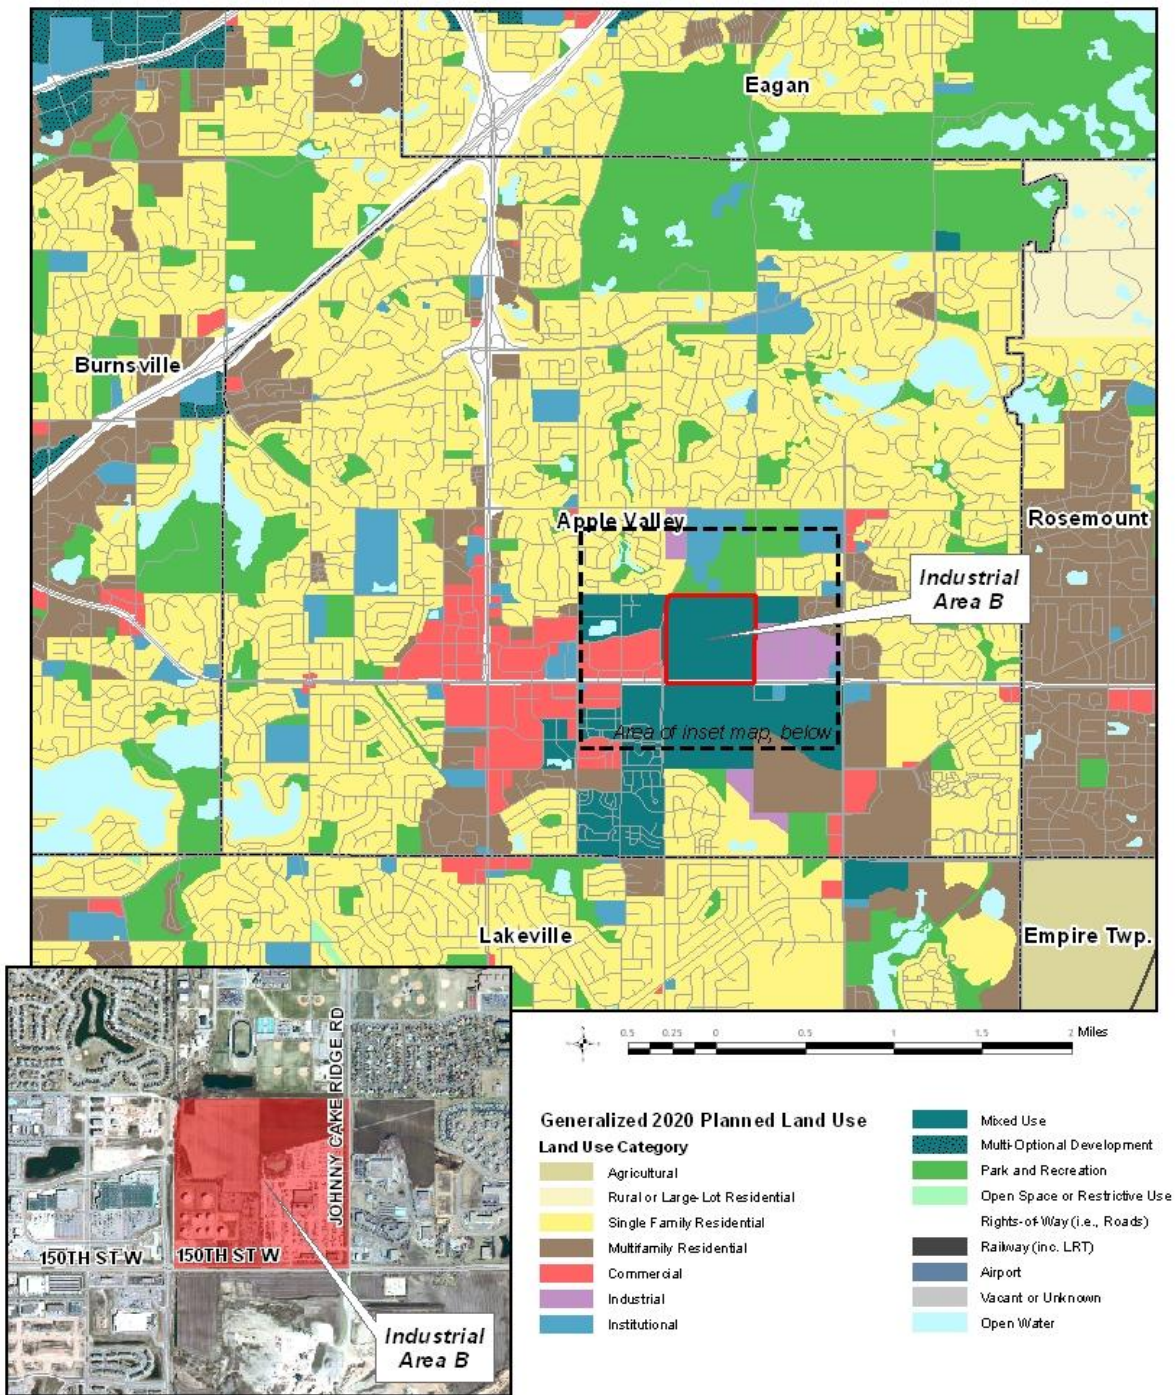 Eagan
Burnsville
Apple Valley
Rosemount
Industrial
Area B
Area of inset map, below
Lakeville
Empire Twp.
JOHNNY CAKE RIDGE RD
150TH ST W
150TH ST W
Industrial
Area B
0.5 0.25 0 0.5 1 1.5 2 Miles
Generalized 2020 Planned Land Use
Land Use Category
Agricultural
Rural or Large-Lot Residential
Single Family Residential
Multifamily Residential
Commercial
Industrial
Institutional
Mixed Use
Multi-Optional Development
Park and Recreation
Open Space or Restrictive Use
Rights-of-Way (i.e., Roads)
Railway (inc. LRT)
Airport
Vacant or Unknown
Open Water